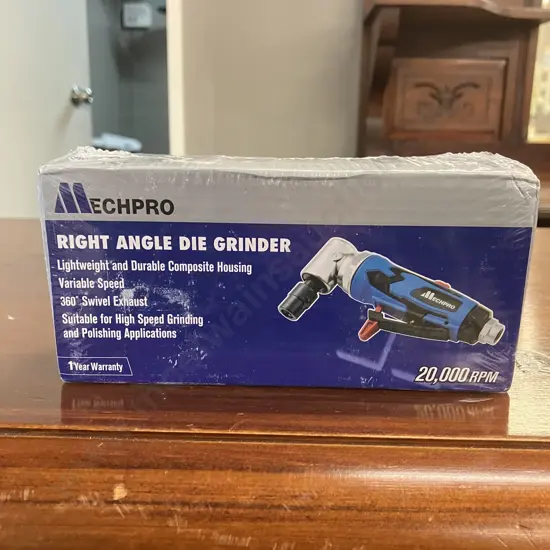 MECHPRO
RIGHT ANGLE DIE GRINDER
Lightweight and Durable Composite Housing
Variable Speed
360° Swivel Exhaust
Suitable for High Speed Grinding
and Polishing Applications
MECHPRO
1 Year Warranty
20,000 RPM